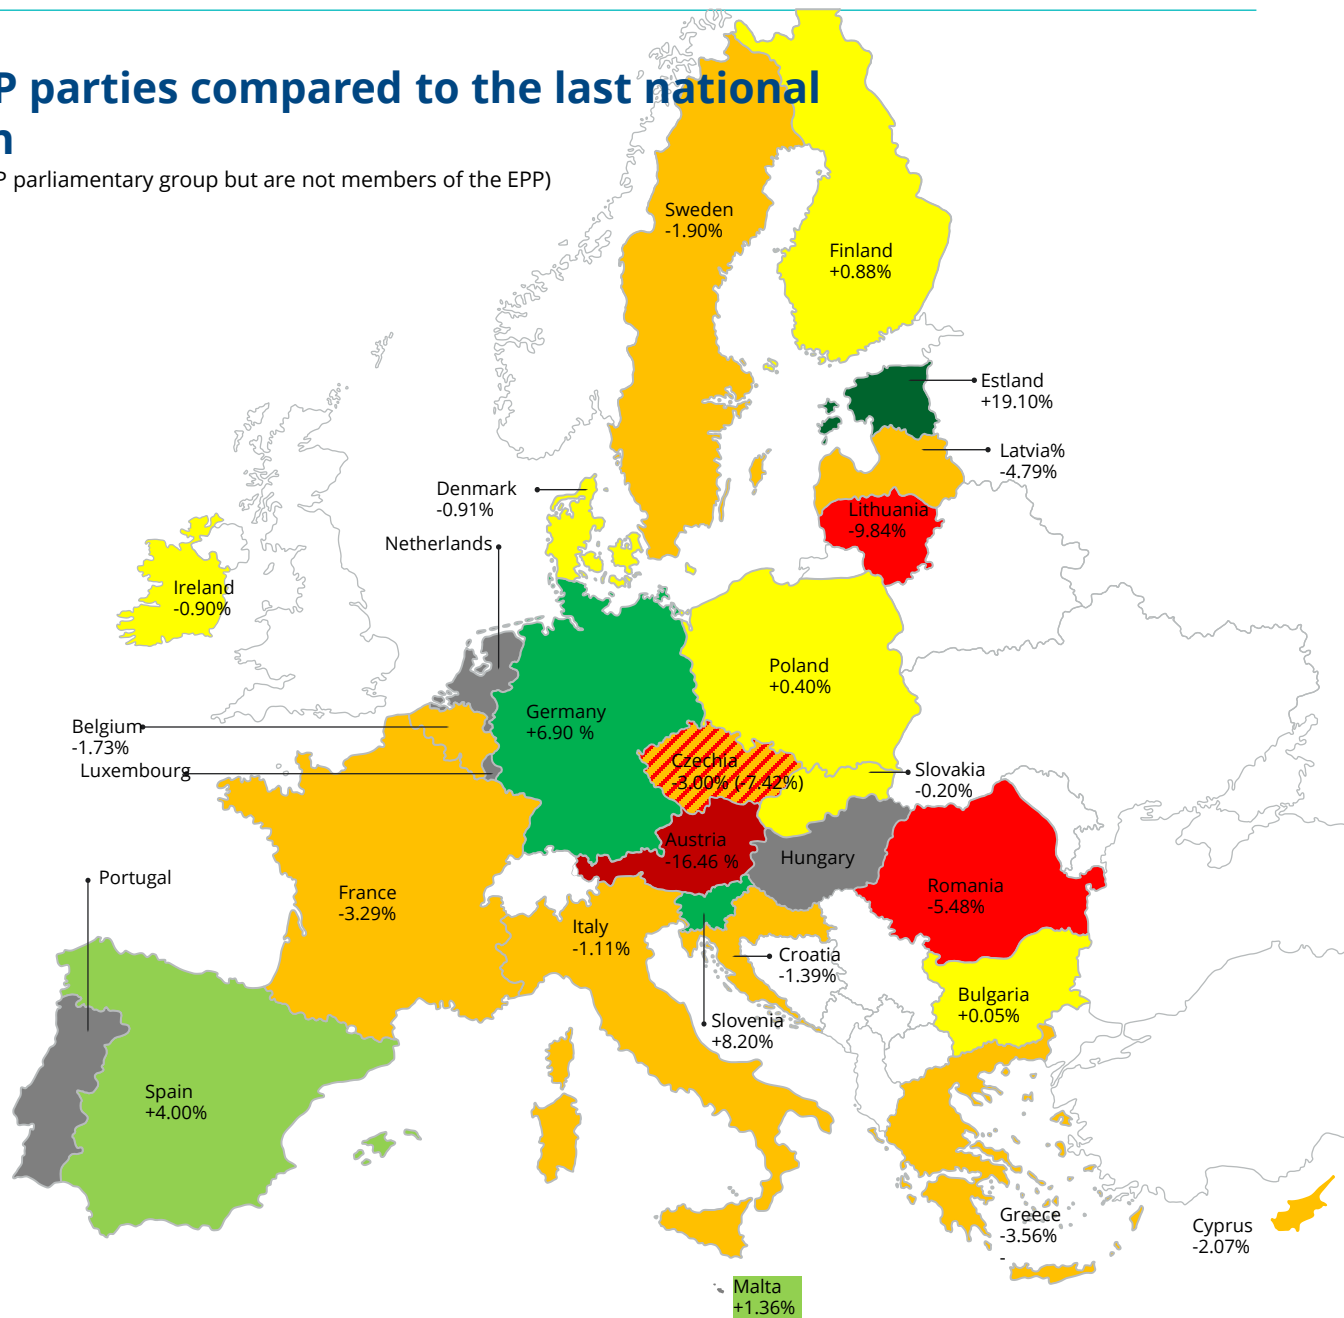 P parties compared to the last national
n
P parliamentary group but are not members of the EPP)
Sweden
-1.90%
Finland
+0.88%
Estland
+19.10%
Latvia%
-4.79%
Denmark
-0.91%
Lithuania
-9.84%
Netherlands
Ireland
-0.90%
Poland
+0.40%
Germany
+6.90 %
Belgium
-1.73%
Luxembourg
Czechia
-3.00% (-7.42%)
Slovakia
-0.20%
Austria
-16.46 %
Hungary
Portugal
France
-3.29%
Romania
-5.48%
Italy
-1.11%
Croatia
-1.39%
Bulgaria
+0.05%
Slovenia
+8.20%
Spain
+4.00%
Greece
-3.56%
-
Cyprus
-2.07%
Malta
+1.36%